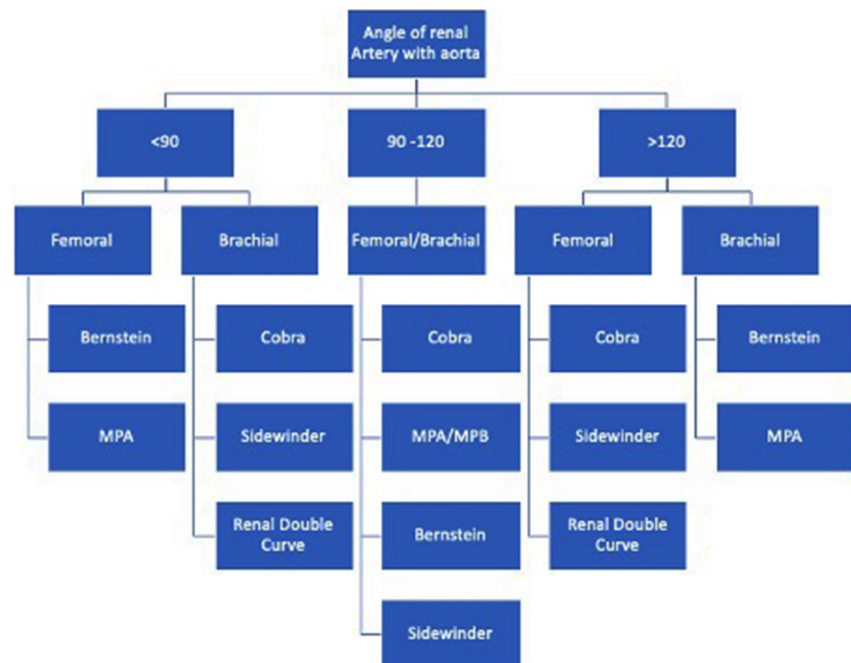 Angle of renal
Artery with aorta
<90
90 -120
>120
Femoral
Brachial
Femoral/Brachial
Femoral
Brachial
Bernstein
Cobra
Cobra
Cobra
Bernstein
MPA
Sidewinder
MPA/MPB
Sidewinder
MPA
Renal Double
Curve
Bernstein
Renal Double
Curve
Sidewinder